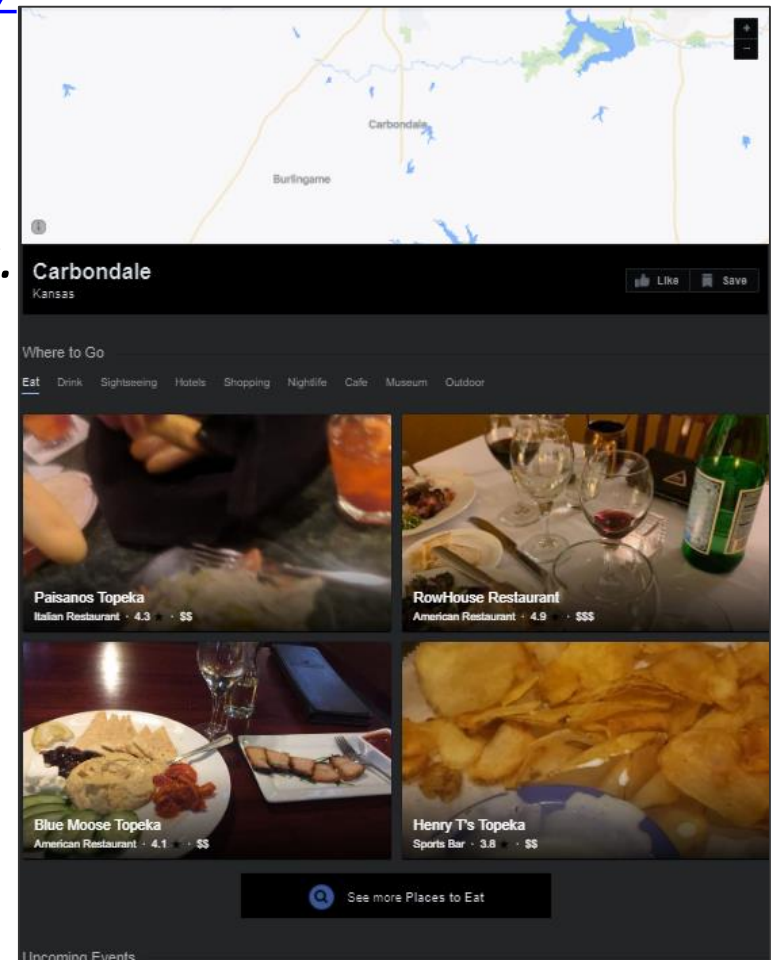 +
−
Carbondale
Burlingame
Carbondale
Kansas
Like
Save
Where to Go
Eat Drink Sightseeing Hotels Shopping Nightlife Cafe Museum Outdoor
Paisanos Topeka
Italian Restaurant · 4.3 ★ · $$
RowHouse Restaurant
American Restaurant · 4.9 ★ · $$$
Blue Moose Topeka
American Restaurant · 4.1 ★ · $$
Henry T's Topeka
Sports Bar · 3.8 ★ · $$
See more Places to Eat
Upcoming Events